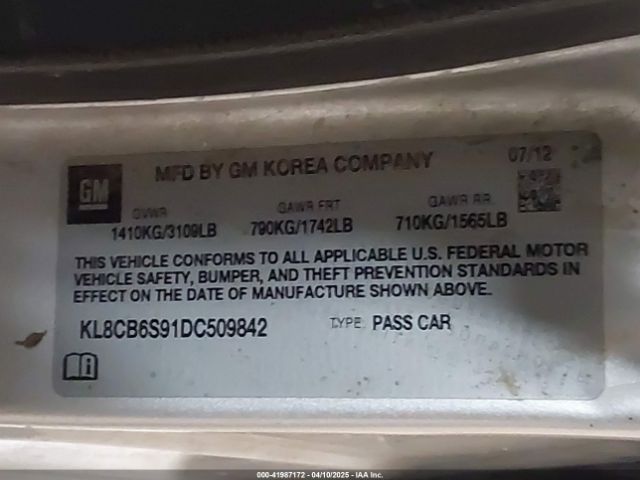 GM
MFD BY GM KOREA COMPANY
07/12
GVWR GAWR FRT GAWR RR
1410KG/3109LB 790KG/1742LB 710KG/1565LB
THIS VEHICLE CONFORMS TO ALL APPLICABLE U.S. FEDERAL MOTOR
VEHICLE SAFETY, BUMPER, AND THEFT PREVENTION STANDARDS IN
EFFECT ON THE DATE OF MANUFACTURE SHOWN ABOVE.
KL8CB6S91DC509842 TYPE: PASS CAR
000-41987172 — 04/10/2025 — IAA Inc.